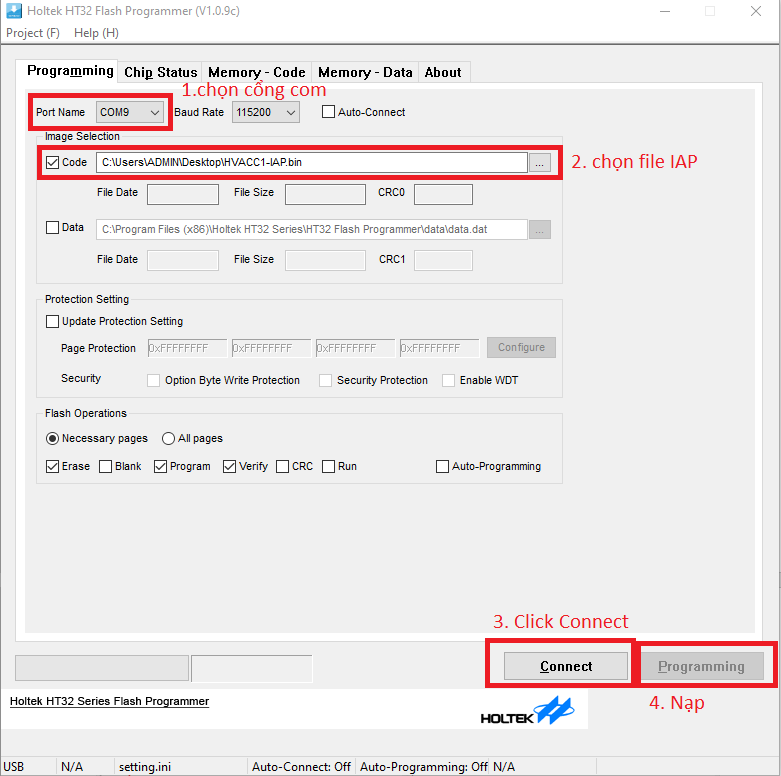 Holtek HT32 Flash Programmer (V1.0.9c)
Project (F) Help (H)
Programming Chip Status Memory - Code Memory - Data About
1.chọn cổng com
Port Name COM9 Baud Rate 115200 Auto-Connect
Image Selection
Code C:\Users\ADMIN\Desktop\HVACC1-IAP.bin ... 2. chọn file IAP
File Date File Size CRC0
Data C:\Program Files (x86)\Holtek HT32 Series\HT32 Flash Programmer\data\data.dat ...
File Date File Size CRC1
Protection Setting
Update Protection Setting
Page Protection 0xFFFFFFFF 0xFFFFFFFF 0xFFFFFFFF 0xFFFFFFFF Configure
Security Option Byte Write Protection Security Protection Enable WDT
Flash Operations
Necessary pages All pages
Erase Blank Program Verify CRC Run Auto-Programming
3. Click Connect
Connect Programming
4. Nạp
Holtek HT32 Series Flash Programmer
HOLTEK
USB N/A setting.ini Auto-Connect: Off Auto-Programming: Off N/A